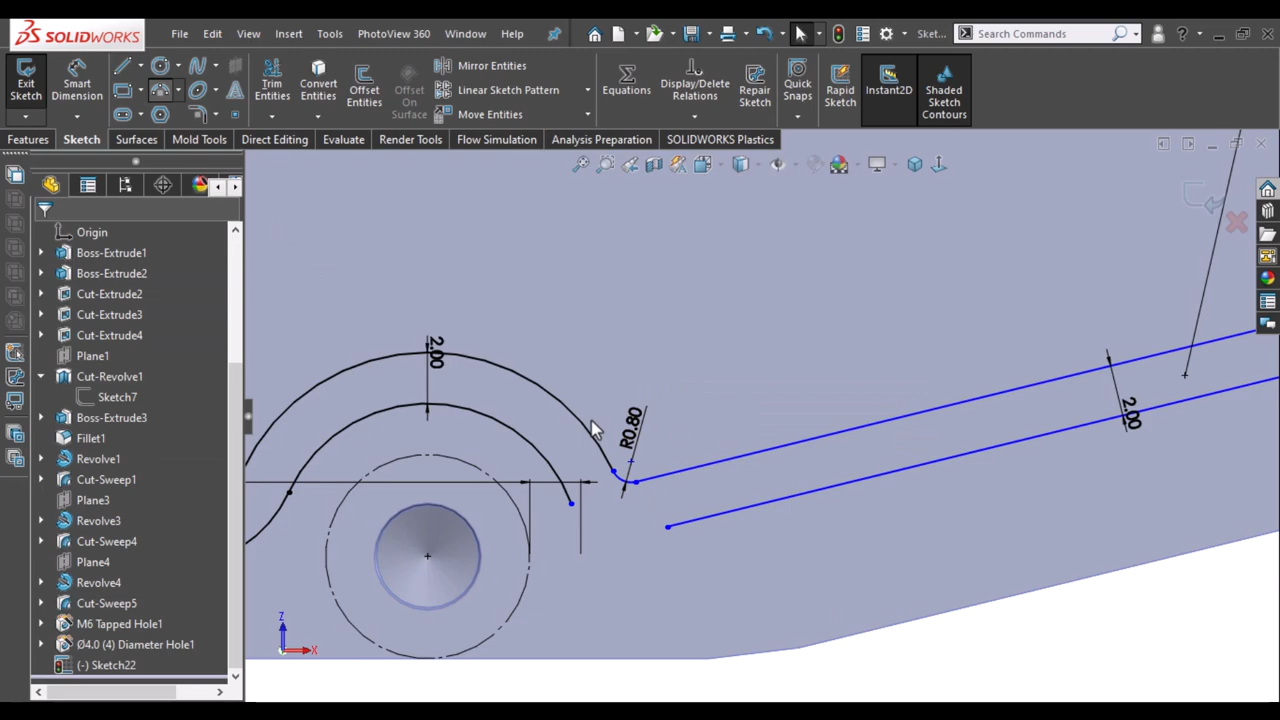 SOLIDWORKS File Edit View Insert Tools PhotoView 360 Window Help Sket... Search Commands ?
Exit Sketch
Smart Dimension
Trim Entities
Convert Entities
Offset Entities
Offset On Surface
Mirror Entities
Linear Sketch Pattern
Move Entities
Equations
Display/Delete Relations
Repair Sketch
Quick Snaps
Rapid Sketch
Instant2D
Shaded Sketch Contours
Features Sketch Surfaces Mold Tools Direct Editing Evaluate Render Tools Flow Simulation Analysis Preparation SOLIDWORKS Plastics
Origin
Boss-Extrude1
Boss-Extrude2
Cut-Extrude2
Cut-Extrude3
Cut-Extrude4
Plane1
Cut-Revolve1
Sketch7
Boss-Extrude3
Fillet1
Revolve1
Cut-Sweep1
Plane3
Revolve3
Cut-Sweep4
Plane4
Revolve4
Cut-Sweep5
M6 Tapped Hole1
Ø4.0 (4) Diameter Hole1
(-) Sketch22
2.00
R0.80
2.00
Z
X